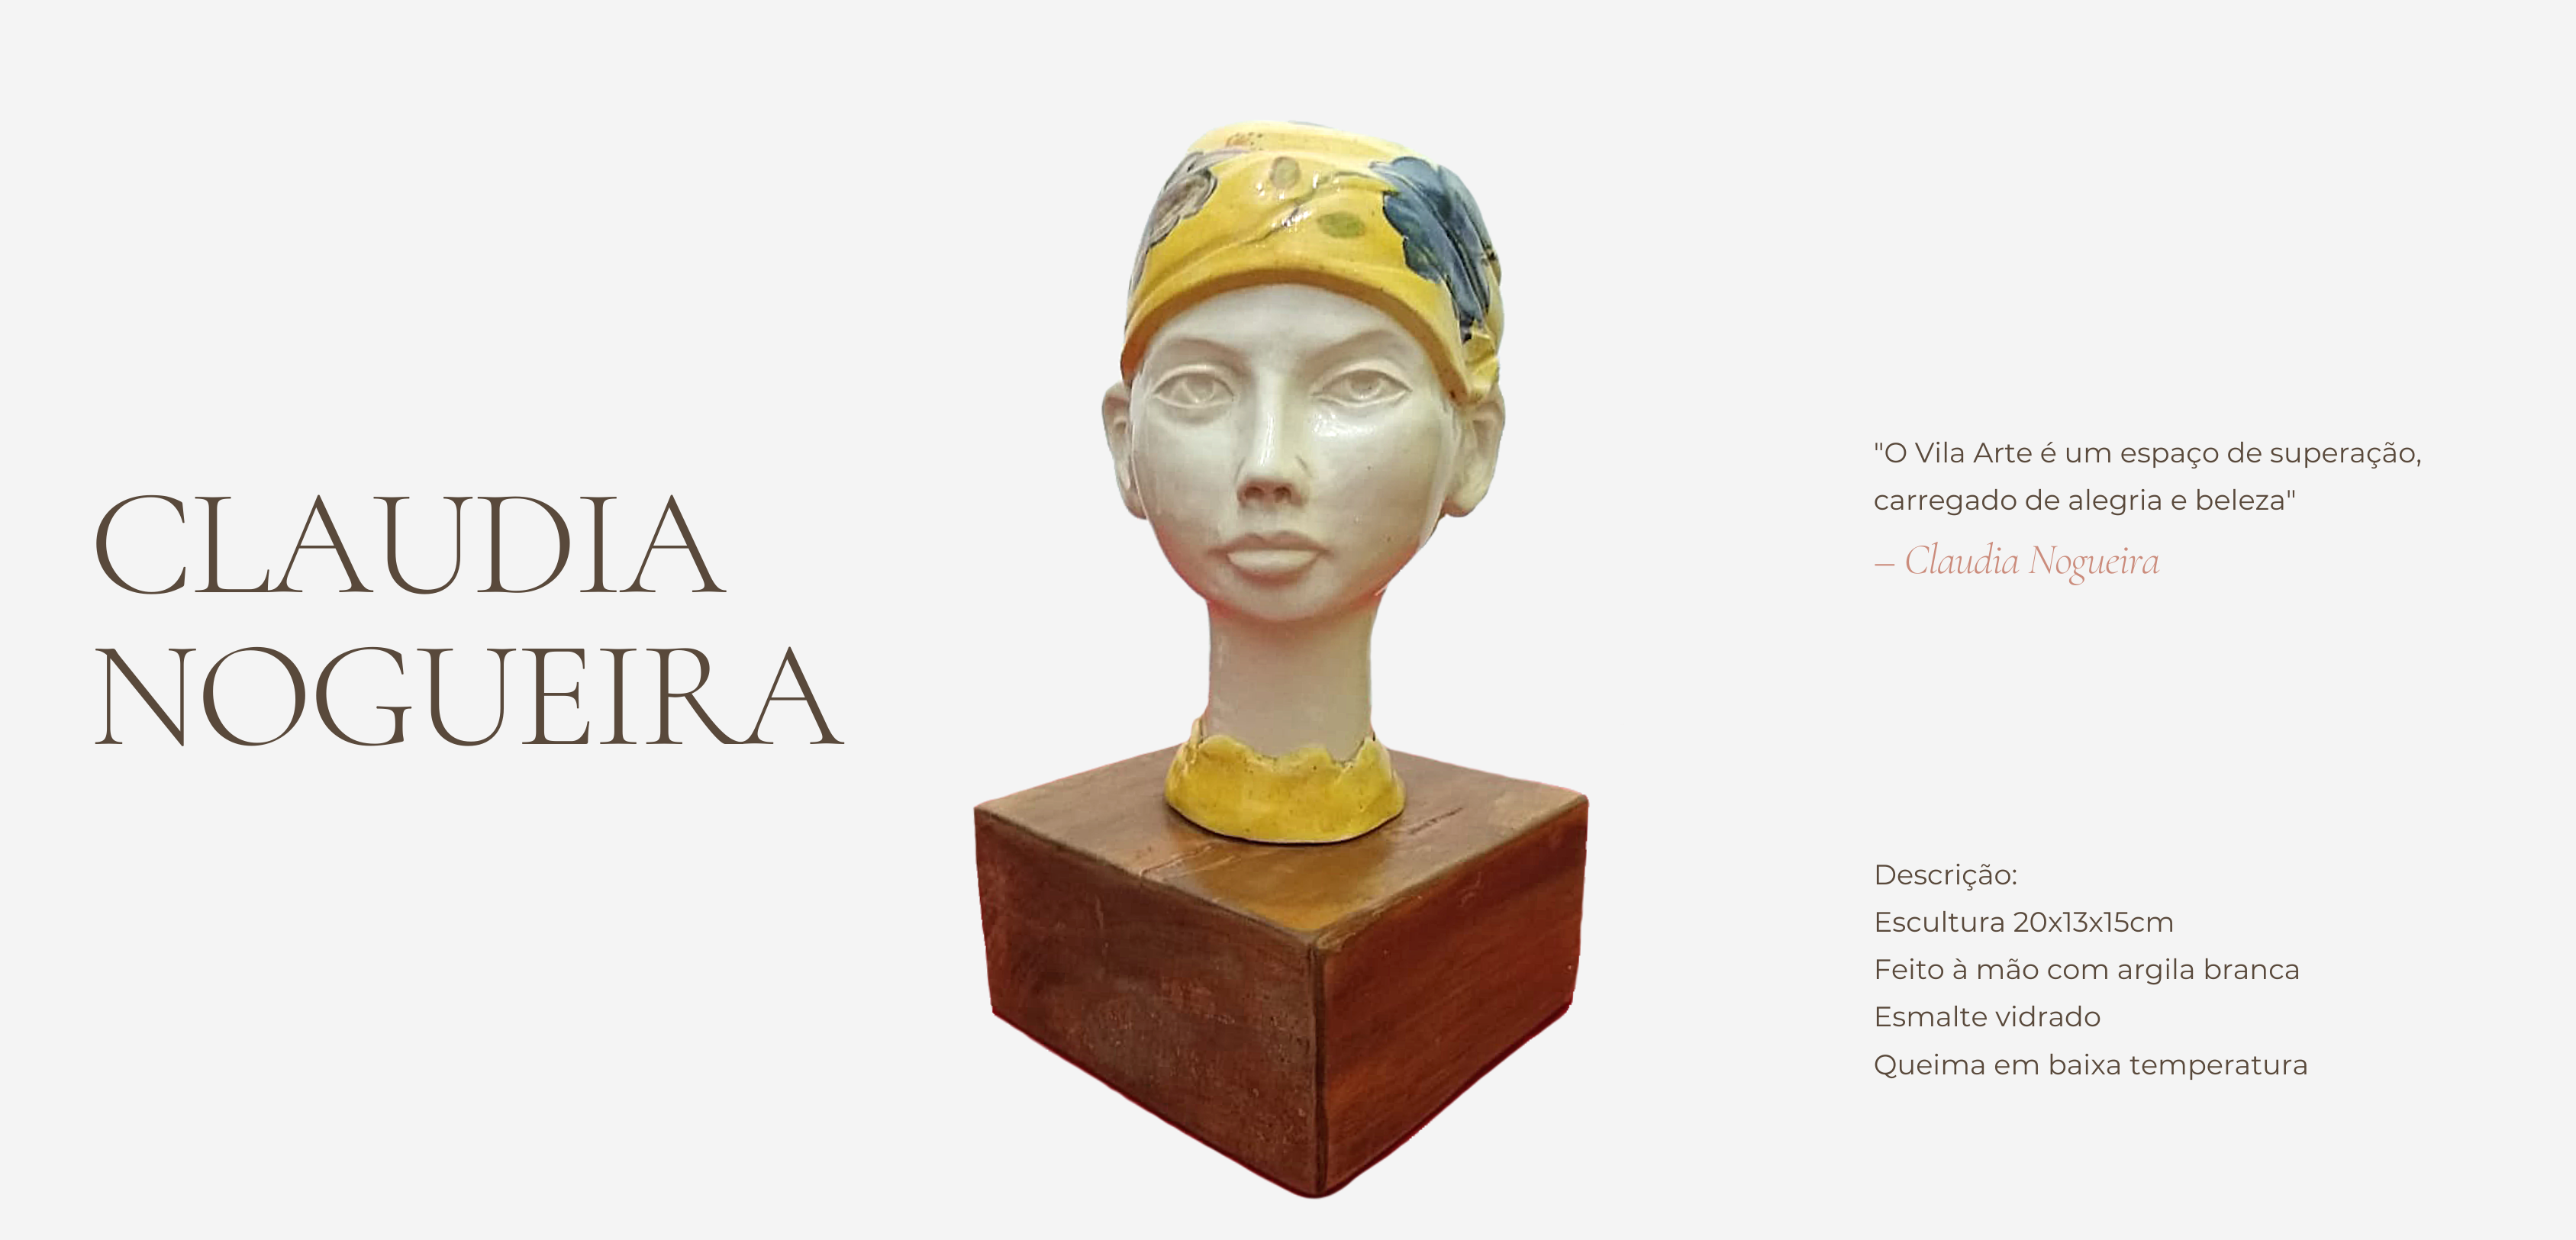 CLAUDIA
NOGUEIRA
"O Vila Arte é um espaço de superação,
carregado de alegria e beleza"
– Claudia Nogueira
Descrição:
Escultura 20x13x15cm
Feito à mão com argila branca
Esmalte vidrado
Queima em baixa temperatura